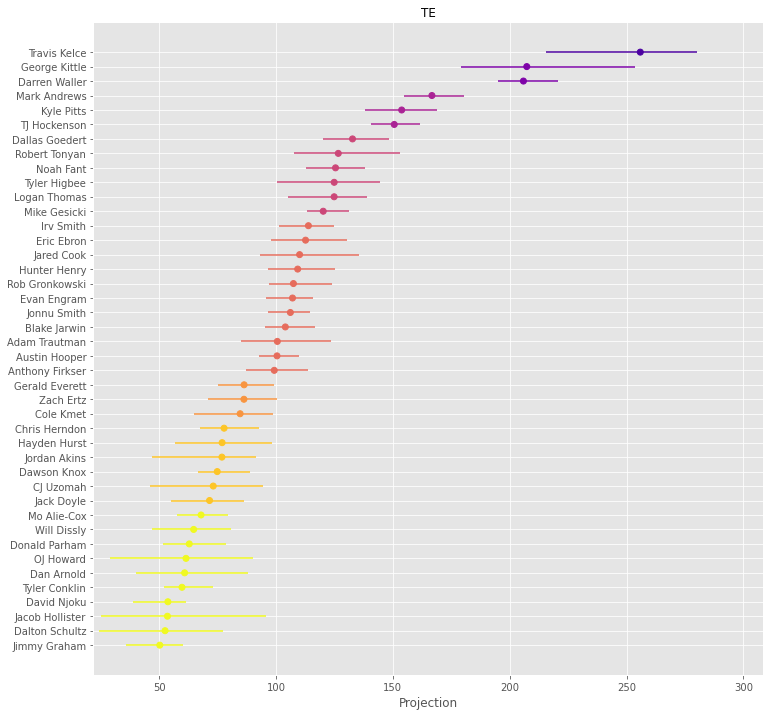 TE
Travis Kelce
George Kittle
Darren Waller
Mark Andrews
Kyle Pitts
TJ Hockenson
Dallas Goedert
Robert Tonyan
Noah Fant
Tyler Higbee
Logan Thomas
Mike Gesicki
Irv Smith
Eric Ebron
Jared Cook
Hunter Henry
Rob Gronkowski
Evan Engram
Jonnu Smith
Blake Jarwin
Adam Trautman
Austin Hooper
Anthony Firkser
Gerald Everett
Zach Ertz
Cole Kmet
Chris Herndon
Hayden Hurst
Jordan Akins
Dawson Knox
CJ Uzomah
Jack Doyle
Mo Alie-Cox
Will Dissly
Donald Parham
OJ Howard
Dan Arnold
Tyler Conklin
David Njoku
Jacob Hollister
Dalton Schultz
Jimmy Graham
50 100 150 200 250 300
Projection